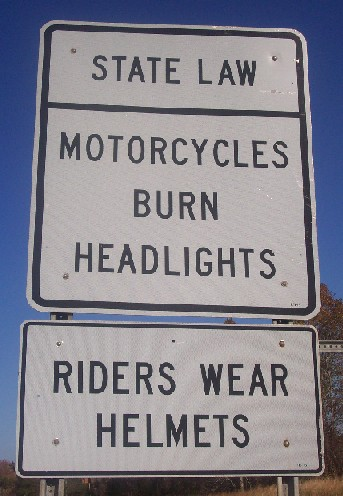 STATE LAW
MOTORCYCLES
BURN
HEADLIGHTS
RIDERS WEAR
HELMETS